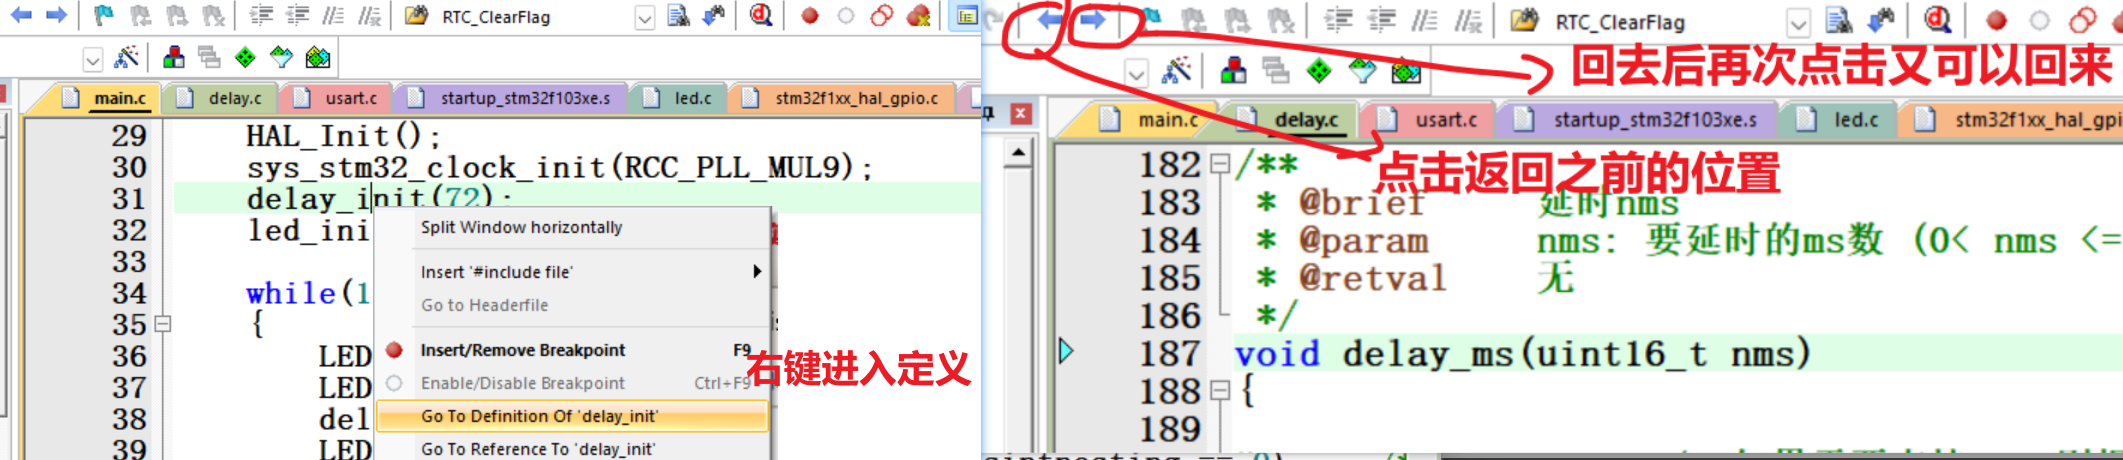 RTC_ClearFlag
main.c
delay.c
usart.c
startup_stm32f103xe.s
led.c
stm32f1xx_hal_gpio.c
29 HAL_Init();
30 sys_stm32_clock_init(RCC_PLL_MUL9);
31 delay_init(72);
32 led_ini
33
34 while(1
35 {
36 LED
37 LED
38 del
39 LED
Split Window horizontally
Insert '#include file'
Go to Headerfile
Insert/Remove Breakpoint F9
Enable/Disable Breakpoint Ctrl+F9
Go To Definition Of 'delay_init'
Go To Reference To 'delay_init'
右键进入定义
RTC_ClearFlag
回去后再次点击又可以回来
main.c
delay.c
usart.c
startup_stm32f103xe.s
led.c
stm32f1xx_hal_gpi
点击返回之前的位置
182 /**
183 * @brief 延时nms
184 * @param nms: 要延时的ms数 (0< nms <=
185 * @retval 无
186 */
187 void delay_ms(uint16_t nms)
188 {
189